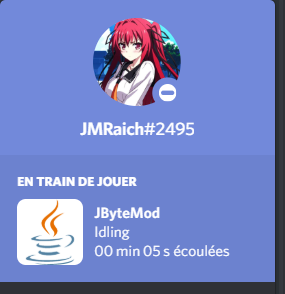 JMRaich#2495
EN TRAIN DE JOUER
JByteMod
Idling
00 min 05 s écoulées